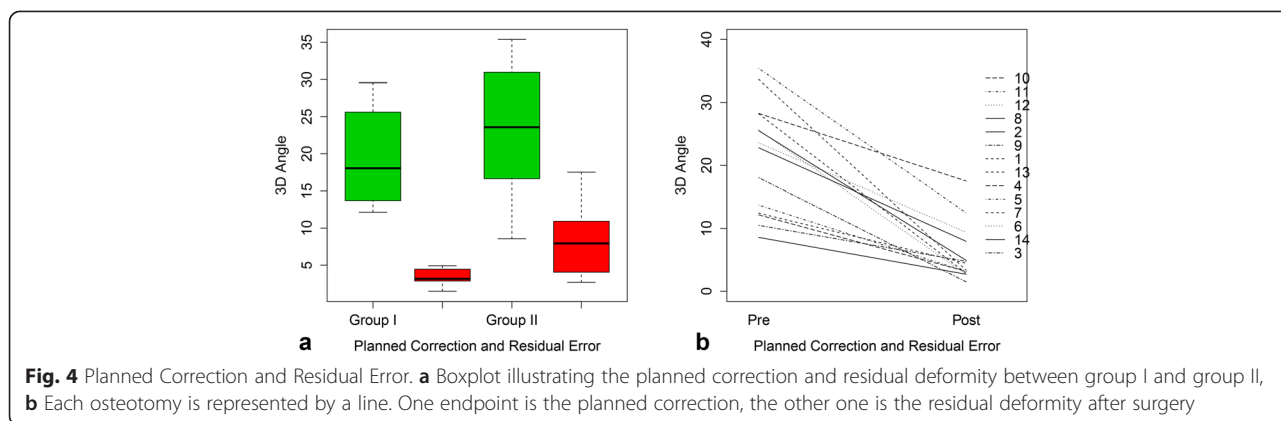 35
30
25
20
15
10
5
3D Angle
Group I
Group II
a Planned Correction and Residual Error
40
30
20
10
0
3D Angle
10
11
12
8
2
9
1
13
4
5
7
6
14
3
Pre
Post
b Planned Correction and Residual Error
Fig. 4 Planned Correction and Residual Error. a Boxplot illustrating the planned correction and residual deformity between group I and group II,
b Each osteotomy is represented by a line. One endpoint is the planned correction, the other one is the residual deformity after surgery